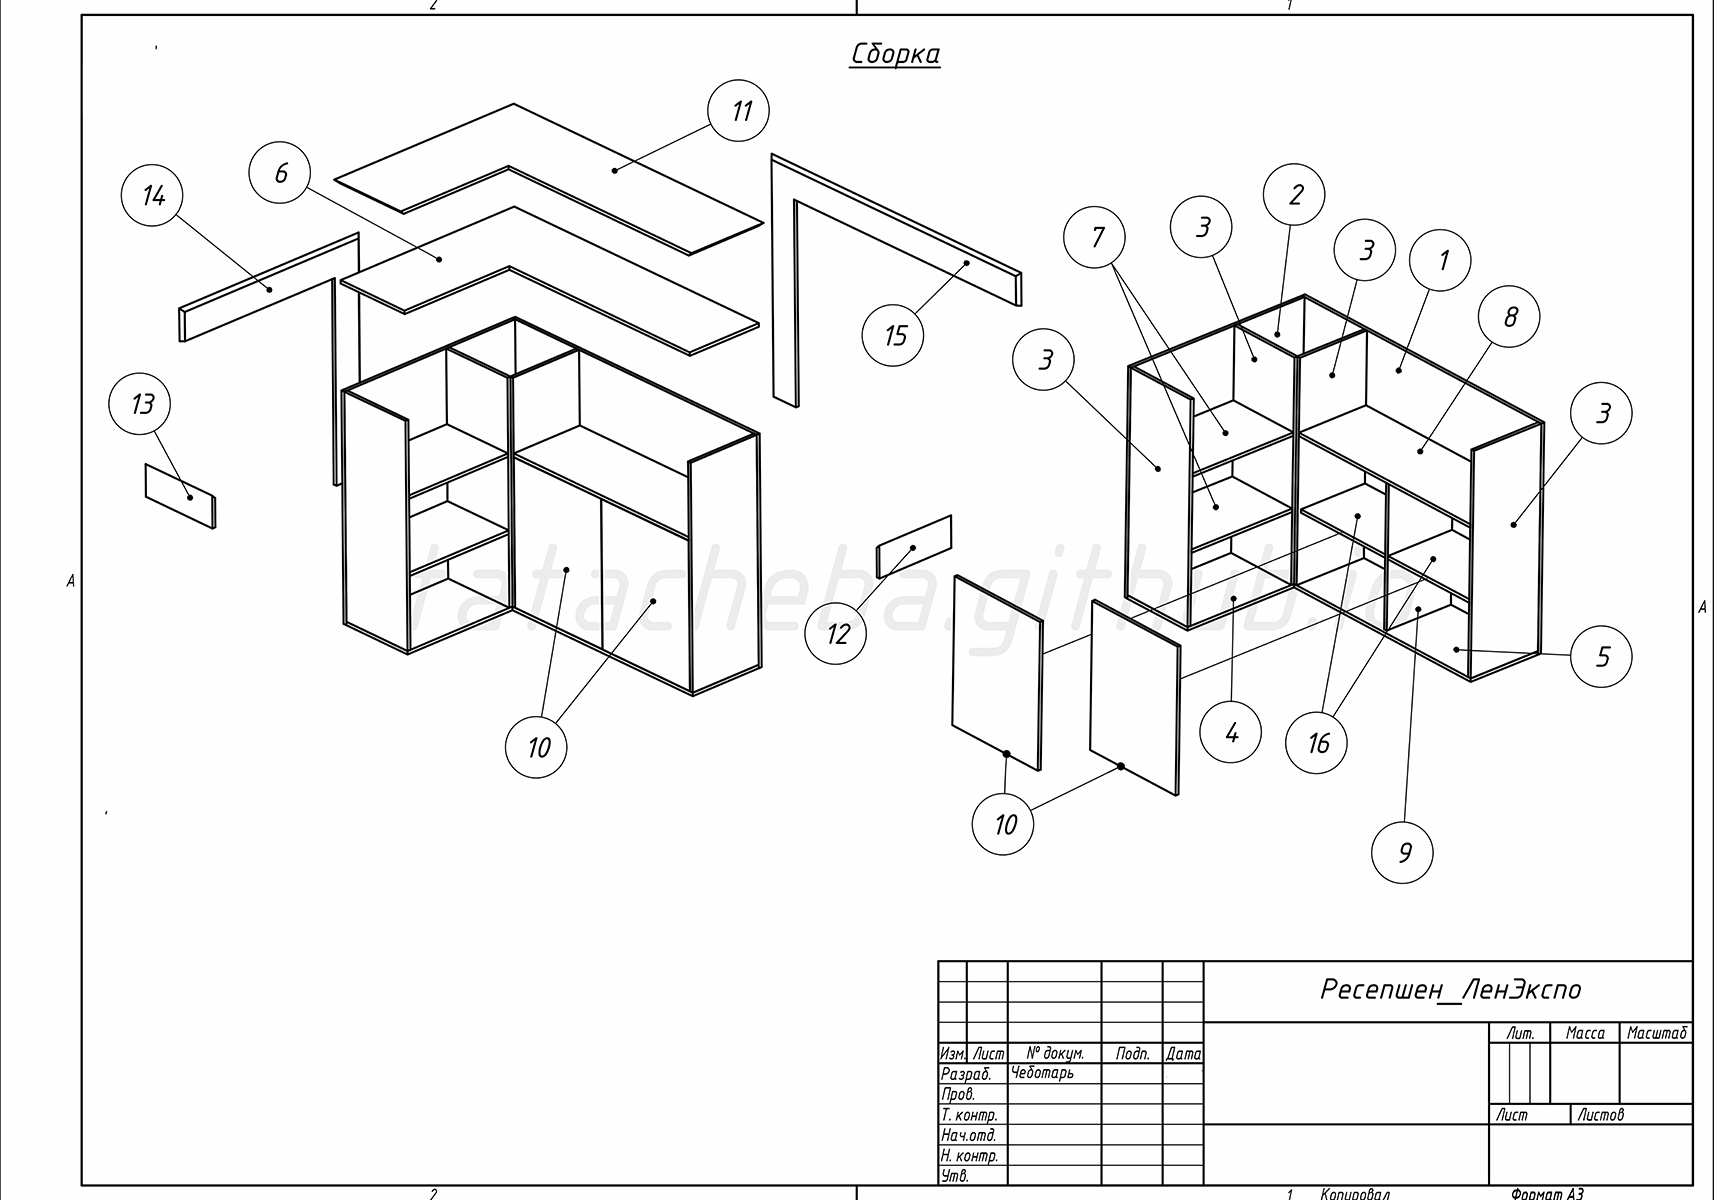 2
1
Сборка
11
6
14
2
3
7
3
1
8
15
3
13
3
tatacheba.github.io
A
A
12
5
4
16
10
10
9
Ресепшен_ЛенЭкспо
Лит.
Масса
Масштаб
Изм.
Лист
№ докум.
Подп.
Дата
Разраб.
Чеботарь
Пров.
Т. контр.
Лист
Листов
Нач.отд.
Н. контр.
Утв.
2
1
Копировал
Формат А3